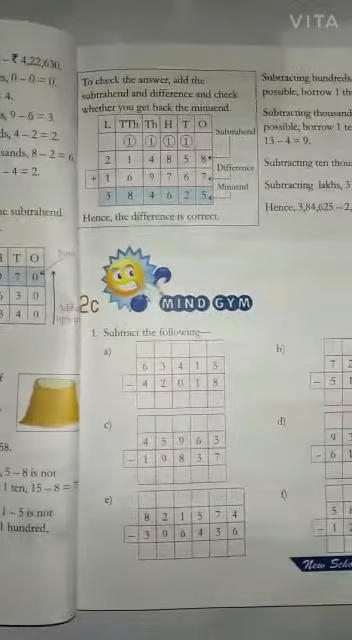 VITA
– ₹ 4,22,630.
0 – 0 = 0.
= 4.
9 – 6 = 3.
4 – 2 = 2.
sands, 8 – 2 = 6
– 4 = 2.
subtrahend
T O
7 0
3 0
4 0
58.
5 – 8 is not
1 ten, 15 – 8 = 7
1 – 5 is not
1 hundred,
To check the answer, add the
subtrahend and difference and check
whether you get back the minuend.
L TTh Th H T O
1 1 1 1
2 1 4 8 5 8
+ 1 6 9 7 6 7
3 8 4 6 2 5
Subtrahend
Difference
Minuend
Hence, the difference is correct.
2c MIND GYM
1. Subtract the following—
a)
6 3 4 1 5
– 4 2 0 1 8
c)
4 5 9 6 3
– 1 9 8 3 7
e)
8 2 1 5 7 4
– 3 9 6 4 3 6
Subtracting hundreds
possible, borrow 1
Subtracting thousand
possible, borrow 1
13 – 4 = 9.
Subtracting ten
Subtracting lakhs, 3
Hence, 3,84,625 – 2,
b)
7
– 5 1
d)
9
– 6 1
f)
5
– 1
New